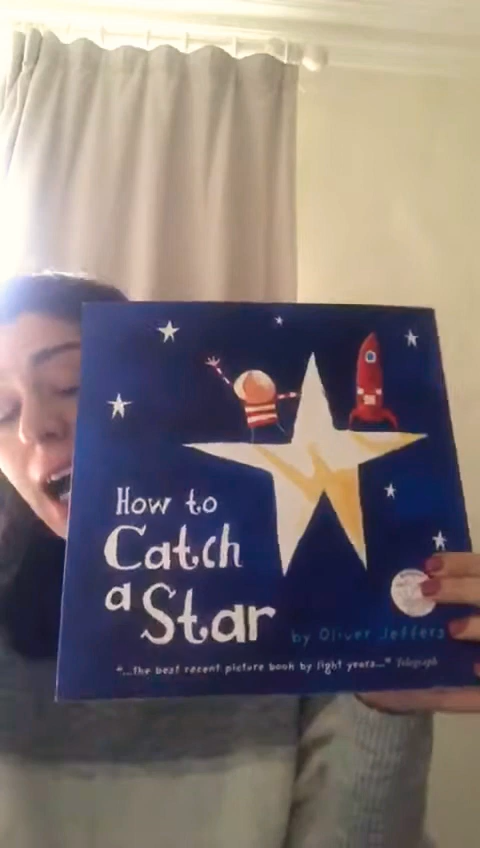 How to
Catch
a Star
by Oliver Jeffers
"...the best recent picture book by light years..." Telegraph